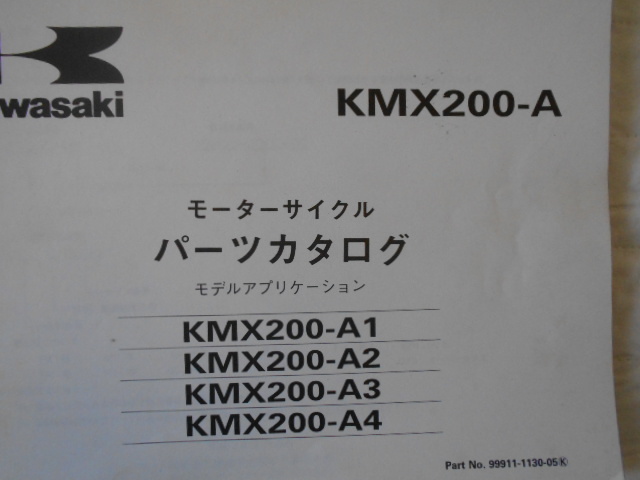 KMX200-A
wasaki
モーターサイクル
パーツカタログ
モデルアプリケーション
KMX200-A1
KMX200-A2
KMX200-A3
KMX200-A4
Part No. 99911-1130-05Ⓚ